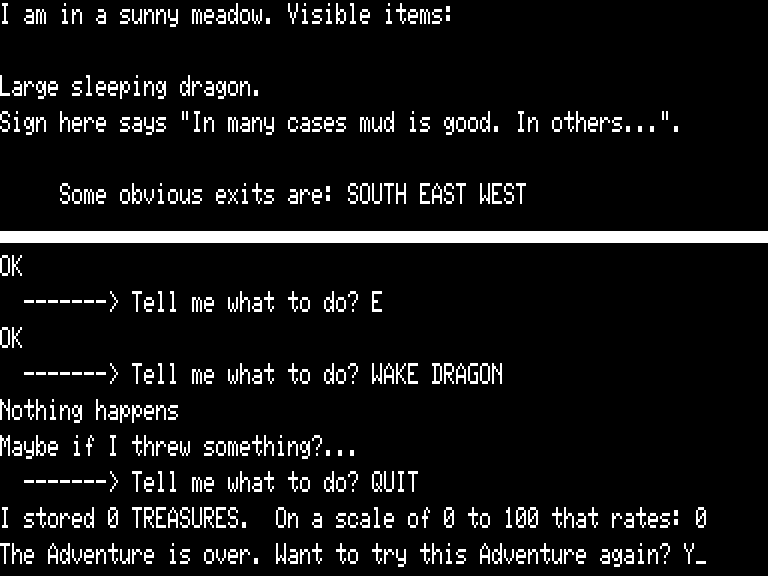 I am in a sunny meadow. Visible items:
Large sleeping dragon.
Sign here says "In many cases mud is good. In others...".
Some obvious exits are: SOUTH EAST WEST
OK
-------> Tell me what to do? E
OK
-------> Tell me what to do? WAKE DRAGON
Nothing happens
Maybe if I threw something?...
-------> Tell me what to do? QUIT
I stored 0 TREASURES.  On a scale of 0 to 100 that rates: 0
The Adventure is over. Want to try this Adventure again? Y_